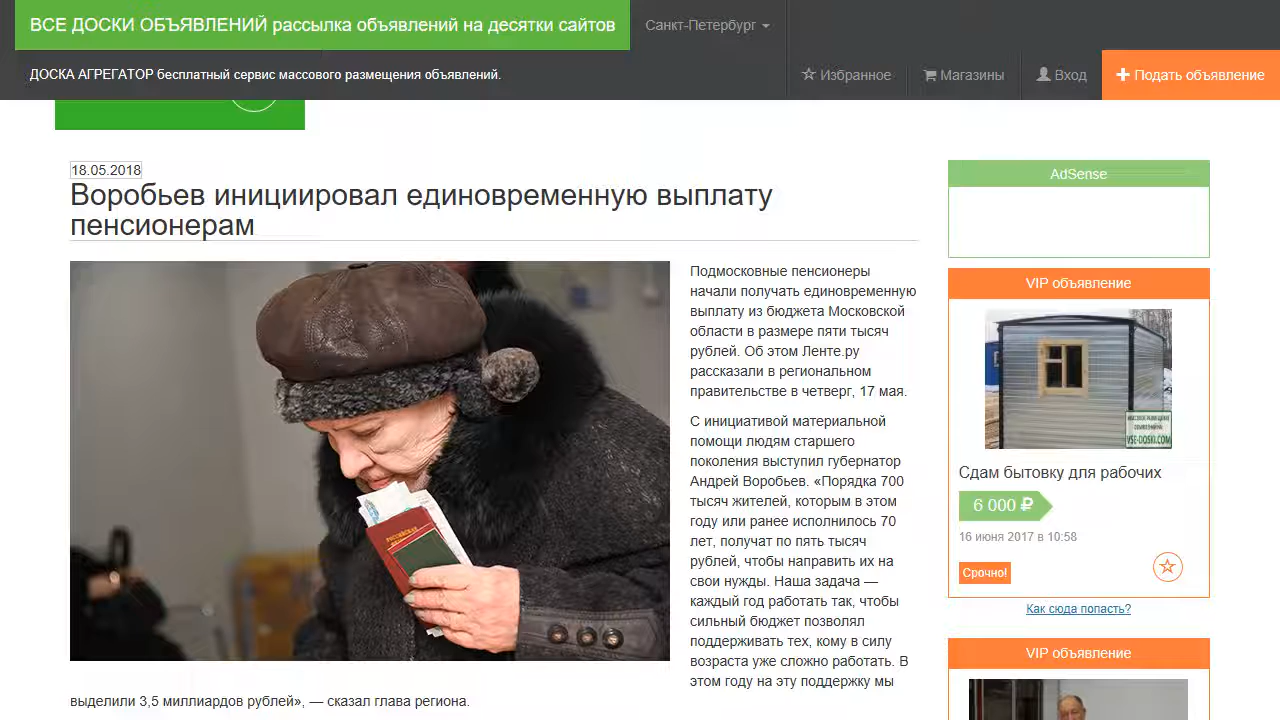 ВСЕ ДОСКИ ОБЪЯВЛЕНИЙ рассылка объявлений на десятки сайтов
Санкт-Петербург
ДОСКА АГРЕГАТОР бесплатный сервис массового размещения объявлений.
Избранное
Магазины
Вход
Подать объявление
18.05.2018
Воробьев инициировал единовременную выплату
пенсионерам
Подмосковные пенсионеры
начали получать единовременную
выплату из бюджета Московской
области в размере пяти тысяч
рублей. Об этом Ленте.ру
рассказали в региональном
правительстве в четверг, 17 мая.
С инициативой материальной
помощи людям старшего
поколения выступил губернатор
Андрей Воробьев. «Порядка 700
тысяч жителей, которым в этом
году или ранее исполнилось 70
лет, получат по пять тысяч
рублей, чтобы направить их на
свои нужды. Наша задача —
каждый год работать так, чтобы
сильный бюджет позволял
поддерживать тех, кому в силу
возраста уже сложно работать. В
этом году на эту поддержку мы
выделили 3,5 миллиардов рублей», — сказал глава региона.
AdSense
VIP объявление
VSE-DOSKI.COM
Сдам бытовку для рабочих
6 000 ₽
16 июня 2017 в 10:58
Срочно!
Как сюда попасть?
VIP объявление